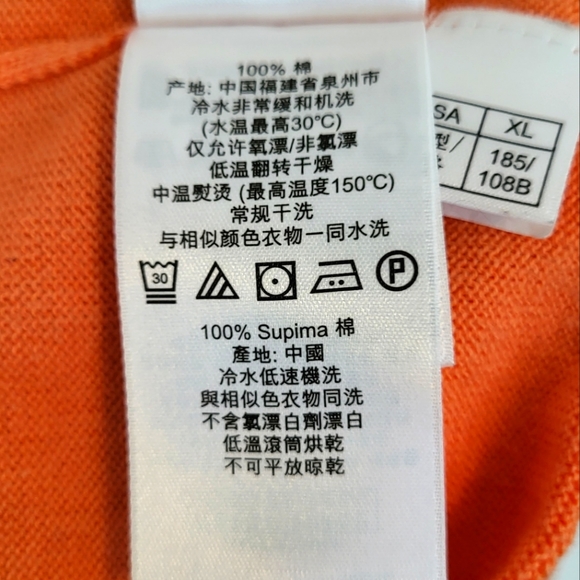 100% 棉
产地: 中国福建省泉州市
冷水非常缓和机洗
(水温最高30℃)
仅允许氧漂/非氯漂
低温翻转干燥
中温熨烫 (最高温度150℃)
常规干洗
与相似颜色衣物一同水洗
30
P
100% Supima 棉
產地: 中國
冷水低速機洗
與相似色衣物同洗
不含氯漂白劑漂白
低溫滾筒烘乾
不可平放晾乾
SA XL
型/ 185/
108B